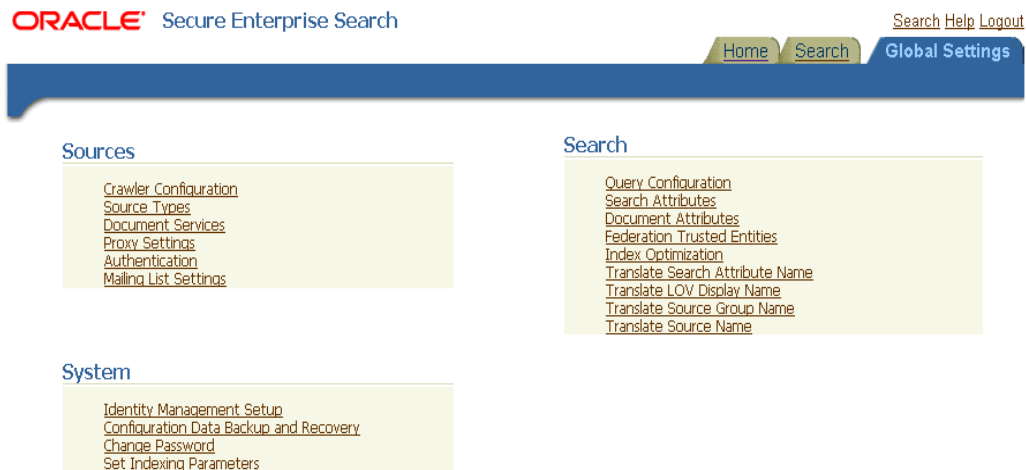 ORACLE Secure Enterprise Search
Search Help Logout
Home Search Global Settings
Sources
Crawler Configuration
Source Types
Document Services
Proxy Settings
Authentication
Mailing List Settings
Search
Query Configuration
Search Attributes
Document Attributes
Federation Trusted Entities
Index Optimization
Translate Search Attribute Name
Translate LOV Display Name
Translate Source Group Name
Translate Source Name
System
Identity Management Setup
Configuration Data Backup and Recovery
Change Password
Set Indexing Parameters